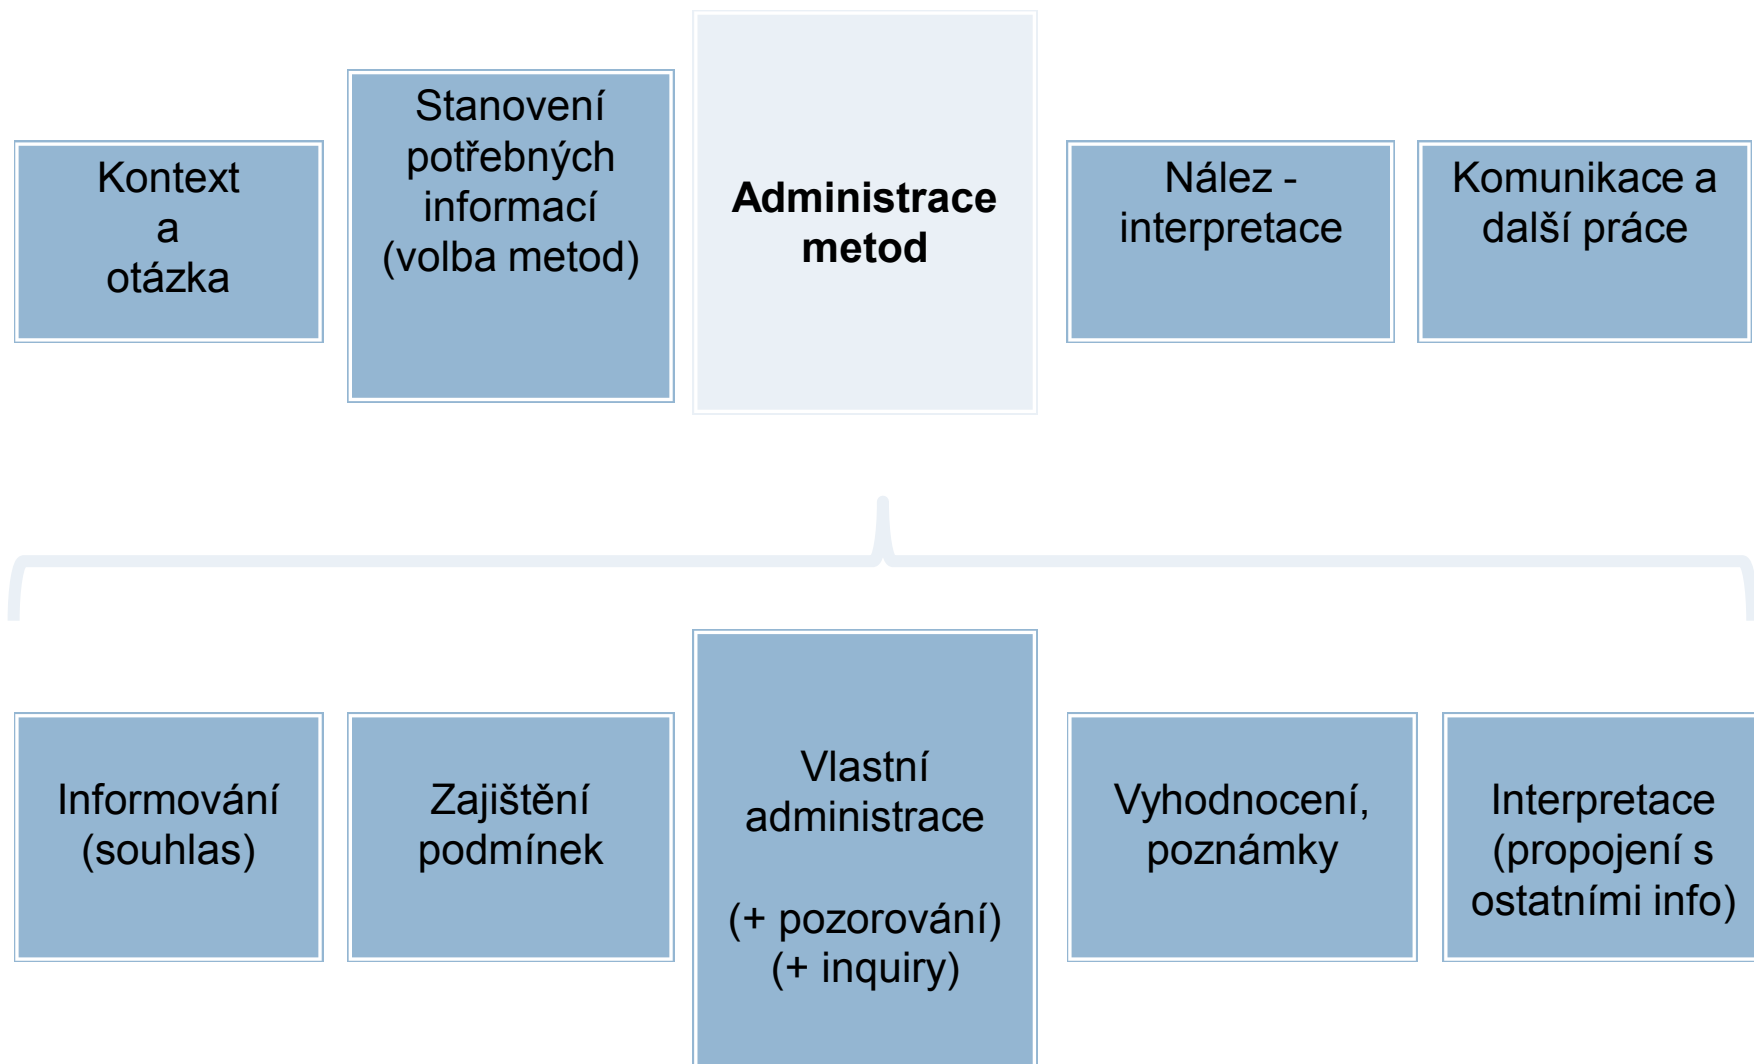 Kontext
a
otázka
Stanovení
potřebných
informací
(volba metod)
Administrace
metod
Nález -
interpretace
Komunikace a
další práce
Informování
(souhlas)
Zajištění
podmínek
Vlastní
administrace
(+ pozorování)
(+ inquiry)
Vyhodnocení,
poznámky
Interpretace
(propojení s
ostatními info)